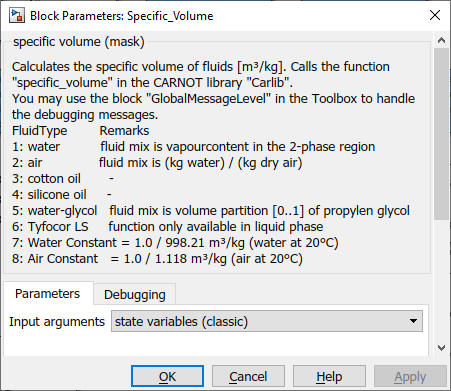 Block Parameters: Specific_Volume
specific volume (mask)
Calculates the specific volume of fluids [m³/kg]. Calls the function
"specific_volume" in the CARNOT library "Carlib".
You may use the block "GlobalMessageLevel" in the Toolbox to handle
the debugging messages.
FluidType Remarks
1: water fluid mix is vapourcontent in the 2-phase region
2: air fluid mix is (kg water) / (kg dry air)
3: cotton oil -
4: silicone oil -
5: water-glycol fluid mix is volume partition [0..1] of propylen glycol
6: Tyfocor LS function only available in liquid phase
7: Water Constant = 1.0 / 998.21 m³/kg (water at 20°C)
8: Air Constant = 1.0 / 1.118 m³/kg (air at 20°C)
Parameters Debugging
Input arguments state variables (classic)
OK Cancel Help Apply